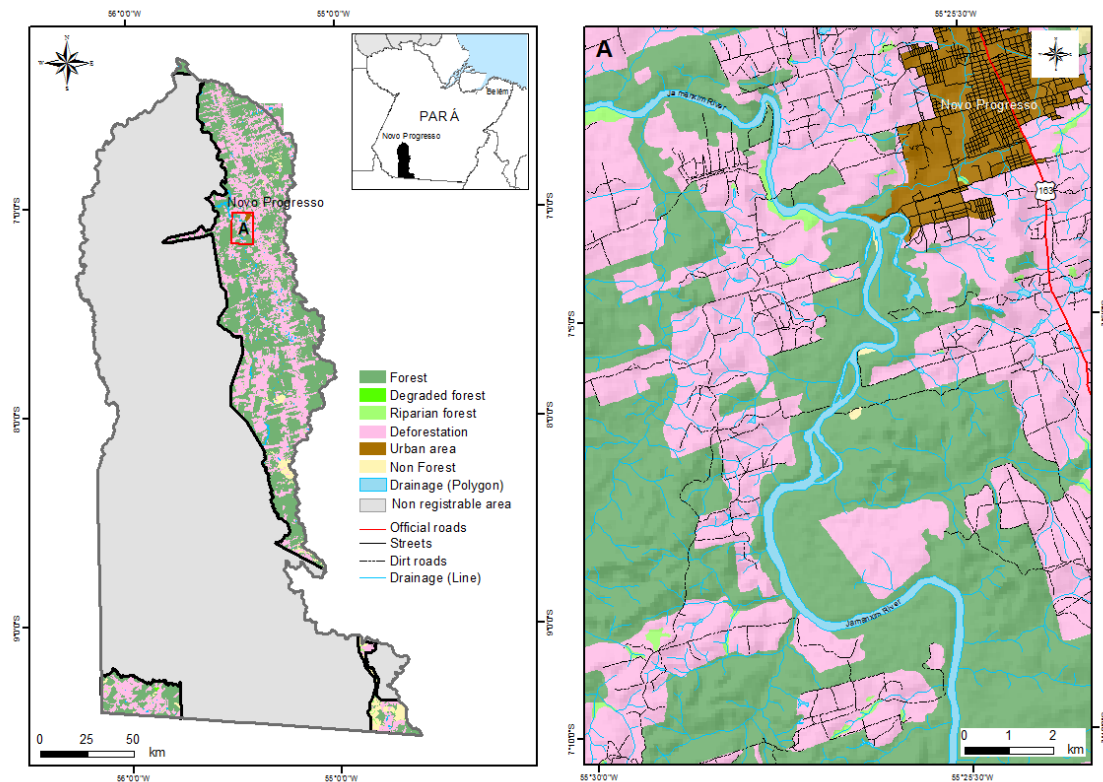 56°0'0"W
55°0'0"W
N
W
E
S
7°0'0"S
8°0'0"S
9°0'0"S
Novo Progresso
A
PARÁ
Belém
Novo Progresso
7°0'0"S
8°0'0"S
9°0'0"S
Forest
Degraded forest
Riparian forest
Deforestation
Urban area
Non Forest
Drainage (Polygon)
Non registrable area
Official roads
Streets
Dirt roads
Drainage (Line)
0 25 50
km
56°0'0"W
55°0'0"W
55°25'30"W
A
Jamanxim River
Novo Progresso
163
7°5'0"S
Jamanxim River
7°10'0"S
0 1 2
km
55°30'0"W
55°25'30"W